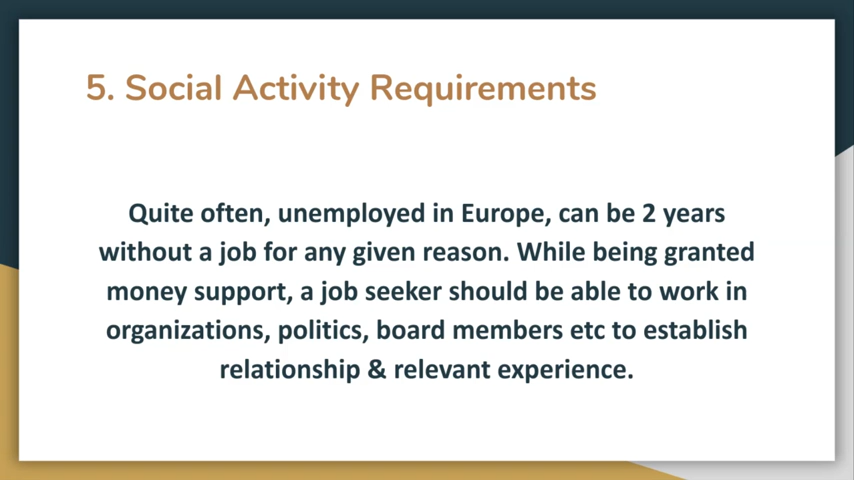 5. Social Activity Requirements
Quite often, unemployed in Europe, can be 2 years
without a job for any given reason. While being granted
money support, a job seeker should be able to work in
organizations, politics, board members etc to establish
relationship & relevant experience.